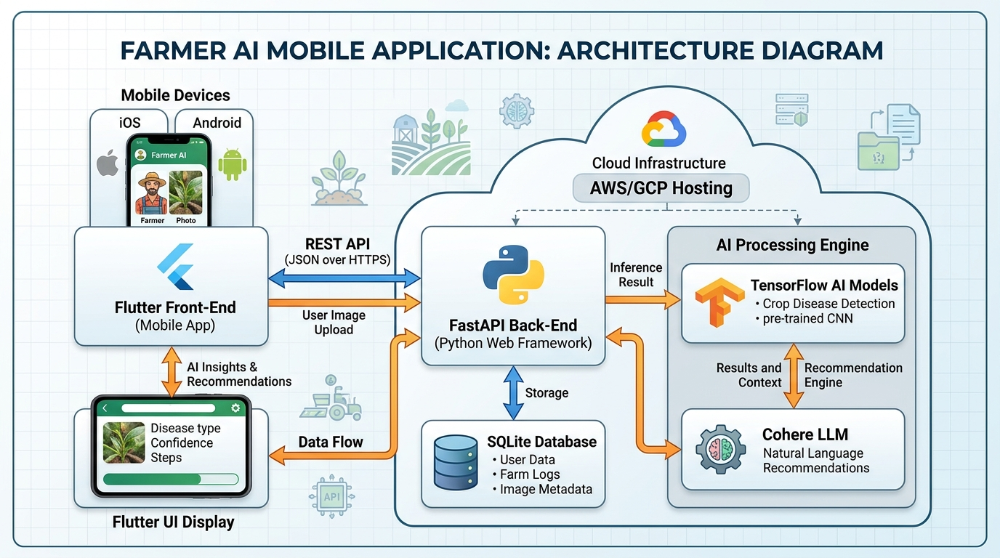 FARMER AI MOBILE APPLICATION: ARCHITECTURE DIAGRAM
Mobile Devices
iOS
Android
Farmer AI
Farmer
Photo
Flutter Front-End
(Mobile App)
REST API
(JSON over HTTPS)
User Image
Upload
AI Insights &
Recommendations
Disease type
Confidence
Steps
Flutter UI Display
Data Flow
API
Cloud Infrastructure
AWS/GCP Hosting
FastAPI Back-End
(Python Web Framework)
Storage
SQLite Database
• User Data
• Farm Logs
• Image Metadata
Inference
Result
AI Processing Engine
TensorFlow AI Models
• Crop Disease Detection
• pre-trained CNN
Results and
Context
Recommendation
Engine
Cohere LLM
Natural Language
Recommendations